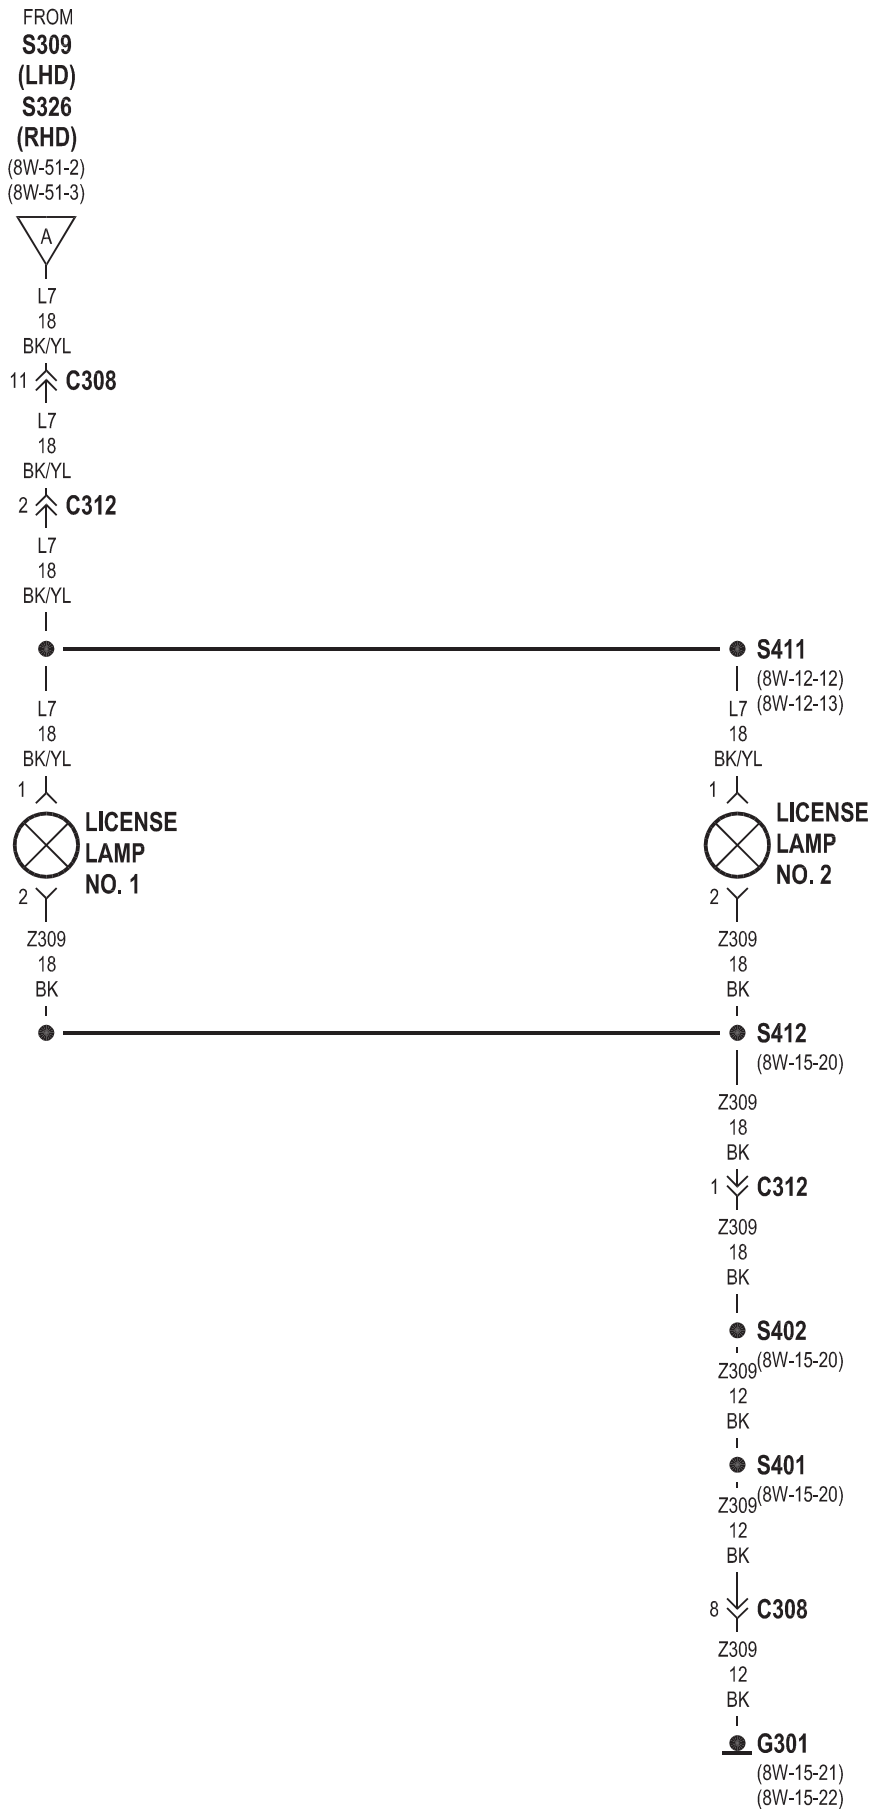 FROM
S309
(LHD)
S326
(RHD)
(8W-51-2)
(8W-51-3)
A
L7
18
BK/YL
11 C308
L7
18
BK/YL
2 C312
L7
18
BK/YL
S411
(8W-12-12)
(8W-12-13)
L7
18
BK/YL
1
LICENSE
LAMP
NO. 1
2
Z309
18
BK
L7
18
BK/YL
1
LICENSE
LAMP
NO. 2
2
Z309
18
BK
S412
(8W-15-20)
Z309
18
BK
1 C312
Z309
18
BK
S402
(8W-15-20)
Z309
12
BK
S401
(8W-15-20)
Z309
12
BK
8 C308
Z309
12
BK
G301
(8W-15-21)
(8W-15-22)